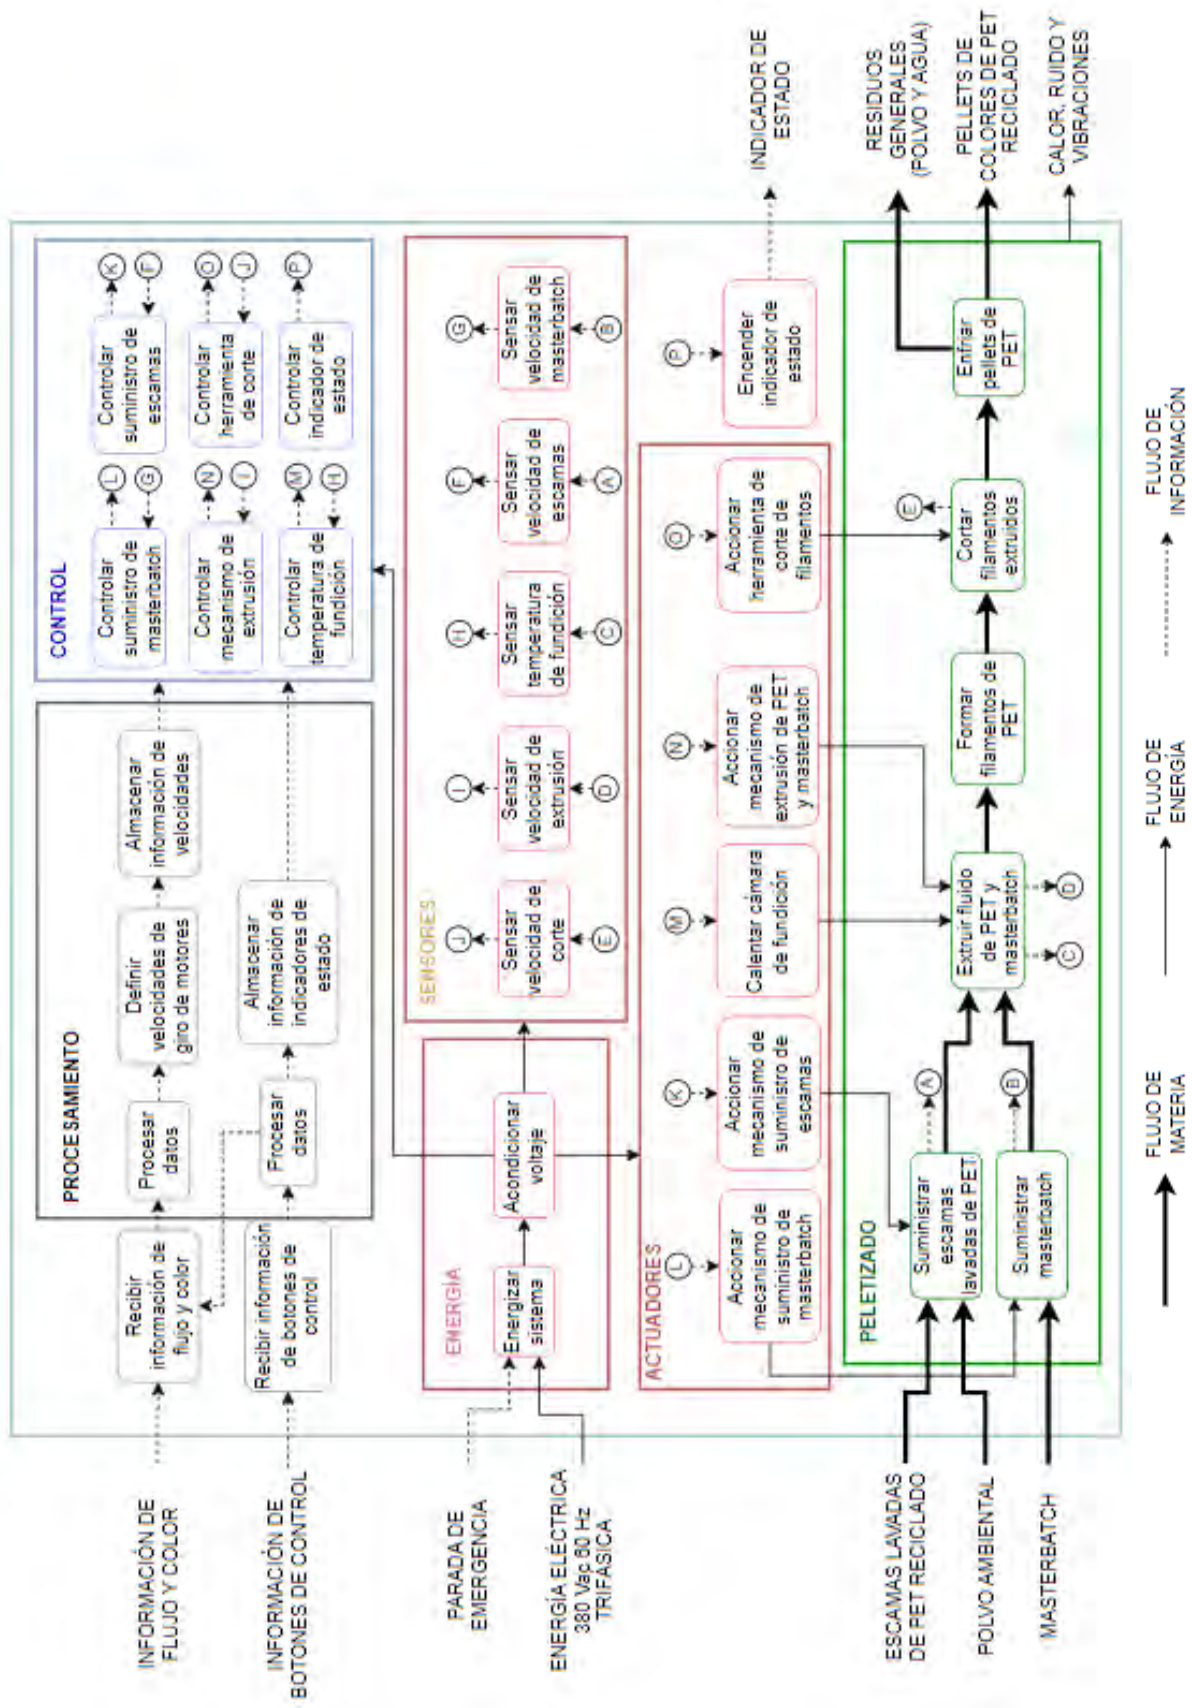 INFORMACIÓN DE
FLUJO Y COLOR
INFORMACIÓN DE
BOTONES DE CONTROL
PARADA DE
EMERGENCIA
ENERGÍA ELÉCTRICA
380 Vac 60 Hz
TRIFÁSICA
ESCAMAS LAVADAS
DE PET RECICLADO
POLVO AMBIENTAL
MASTERBATCH
Recibir
información de
flujo y color
Recibir información
de botones de
control
PROCESAMIENTO
Procesar
datos
Definir
velocidades de
giro de motores
Almacenar
información de
velocidades
Procesar
datos
Almacenar
información de
indicadores de
estado
CONTROL
Controlar
suministro de
masterbatch
L
G
Controlar
suministro de
escamas
K
F
Controlar
mecanismo de
extrusión
N
I
Controlar
herramienta
de corte
O
J
Controlar
temperatura de
fundición
M
H
Controlar
indicador de
estado
P
EMERGÍA
Energizar
sistema
Acondicionar
voltaje
SENSORES
J
Sensar
velocidad de
corte
E
I
Sensar
velocidad de
extrusión
D
H
Sensar
temperatura
de fundición
C
F
Sensar
velocidad de
escamas
A
G
Sensar
velocidad de
masterbatch
B
ACTUADORES
L
Accionar
mecanismo de
suministro de
masterbatch
K
Accionar
mecanismo de
suministro de
escamas
M
Calentar cámara
de fundición
N
Accionar
mecanismo de
extrusión de PET
y masterbatch
O
Accionar
herramienta de
corte de
filamentos
P
Encender
indicador de
estado
INDICADOR DE
ESTADO
PELETIZADO
Suministrar
escamas
lavadas de PET
A
Suministrar
masterbatch
B
Extruir fluido
de PET y
masterbatch
C
D
Formar
filamentos de
PET
Cortar
filamentos
extruidos
E
Enfriar
pellets de
PET
RESIDUOS
GENERALES
(POLVO Y AGUA)
PELLETS DE
COLORES DE PET
RECICLADO
CALOR, RUIDO Y
VIBRACIONES
FLUJO DE
MATERIA
FLUJO DE
ENERGÍA
FLUJO DE
INFORMACIÓN